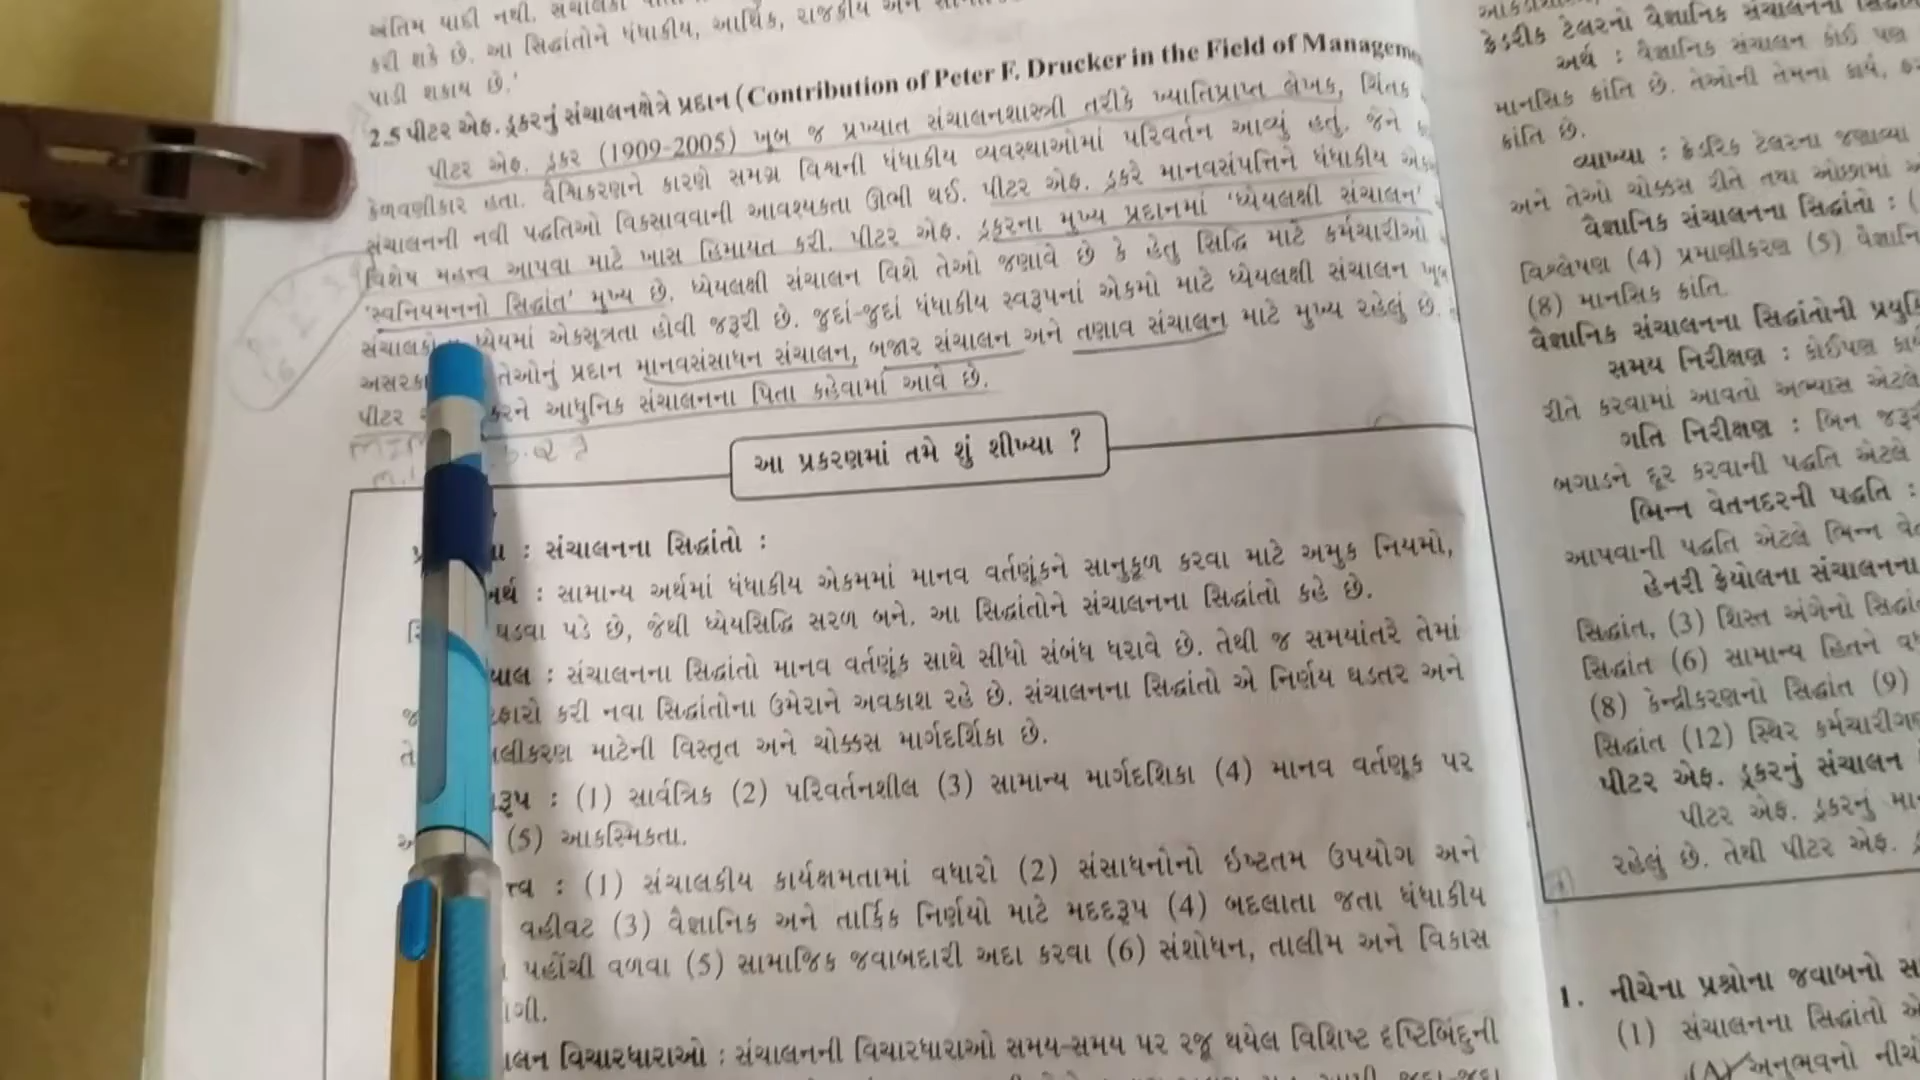 અંતિમ યાદી નથી. સંચાલકો
કરી શકે છે. આ સિદ્ધાંતોને ધંધાકીય, આર્થિક, રાજકીય અને
પાડી શકાય છે.'
2.5 પીટર એફ. ડ્રકરનું સંચાલનક્ષેત્રે પ્રદાન (Contribution of Peter F. Drucker in the Field of Managem
પીટર એફ. ડ્રકર (1909-2005) ખૂબ જ પ્રખ્યાત સંચાલનશાસ્ત્રી તરીકે ખ્યાતિપ્રાપ્ત લેખક, ચિંતક
કેળવણીકાર હતા. વૈશ્વિકરણને કારણે સમગ્ર વિશ્વની ધંધાકીય વ્યવસ્થાઓમાં પરિવર્તન આવ્યું હતું. જેને
સંચાલનની નવી પદ્ધતિઓ વિકસાવવાની આવશ્યકતા ઊભી થઈ. પીટર એફ. ડ્રકરે માનવસંપત્તિને ધંધાકીય
વિશેષ મહત્ત્વ આપવા માટે ખાસ હિમાયત કરી. પીટર એફ. ડ્રકરના મુખ્ય પ્રદાનમાં 'ધ્યેયલક્ષી સંચાલન'
'સ્વનિયમનનો સિદ્ધાંત' મુખ્ય છે. ધ્યેયલક્ષી સંચાલન વિશે તેઓ જણાવે છે કે હેતુ સિદ્ધિ માટે કર્મચારીઓ
ધ્યેયમાં એકસૂત્રતા હોવી જરૂરી છે. જુદાં-જુદાં ધંધાકીય સ્વરૂપનાં એકમો માટે ધ્યેયલક્ષી સંચાલન ખૂબ
તેઓનું પ્રદાન માનવસંસાધન સંચાલન, બજાર સંચાલન અને તણાવ સંચાલન માટે મુખ્ય રહેલું છે.
પીટર આધુનિક સંચાલનના પિતા કહેવામાં આવે છે.
આ પ્રકરણમાં તમે શું શીખ્યા ?
: સંચાલનના સિદ્ધાંતો :
: સામાન્ય અર્થમાં ધંધાકીય એકમમાં માનવ વર્તણૂંકને સાનુકૂળ કરવા માટે અમુક નિયમો,
ઘડવા પડે છે, જેથી ધ્યેયસિદ્ધિ સરળ બને. આ સિદ્ધાંતોને સંચાલનના સિદ્ધાંતો કહે છે.
: સંચાલનના સિદ્ધાંતો માનવ વર્તણૂંક સાથે સીધો સંબંધ ધરાવે છે. તેથી જ સમયાંતરે તેમાં
કરી નવા સિદ્ધાંતોના ઉમેરાને અવકાશ રહે છે. સંચાલનના સિદ્ધાંતો એ નિર્ણય ઘડતર અને
માટેની વિસ્તૃત અને ચોક્કસ માર્ગદર્શિકા છે.
: (1) સાર્વત્રિક (2) પરિવર્તનશીલ (3) સામાન્ય માર્ગદર્શિકા (4) માનવ વર્તણૂક પર
(5) આકસ્મિકતા.
: (1) સંચાલકીય કાર્યક્ષમતામાં વધારો (2) સંસાધનોનો ઈષ્ટતમ ઉપયોગ અને
વહીવટ (3) વૈજ્ઞાનિક અને તાર્કિક નિર્ણયો માટે મદદરૂપ (4) બદલાતા જતા ધંધાકીય
પહોંચી વળવા (5) સામાજિક જવાબદારી અદા કરવા (6) સંશોધન, તાલીમ અને વિકાસ
વિચારધારાઓ : સંચાલનની વિચારધારાઓ સમય-સમય પર રજૂ થયેલ વિશિષ્ટ દૃષ્ટિબિંદુની
ફ્રેડરીક ટેલરનો વૈજ્ઞાનિક સંચાલનનો
અર્થ : વૈજ્ઞાનિક સંચાલન કોઈ પણ
માનસિક ક્રાંતિ છે. તેઓની તેમના કાર્ય,
ક્રાંતિ છે.
વ્યાખ્યા : ફ્રેડરિક ટેલરના જણાવ્યા
અને તેઓ ચોક્કસ રીતે તથા ઓછામાં
વૈજ્ઞાનિક સંચાલનના સિદ્ધાંતો :
વિશ્લેષણ (4) પ્રમાણીકરણ (5)
(8) માનસિક ક્રાંતિ
વૈજ્ઞાનિક સંચાલનના સિદ્ધાંતોની
સમય નિરીક્ષણ : કોઈપણ
રીતે કરવામાં આવતો અભ્યાસ એટલે
ગતિ નિરીક્ષણ : બિન
બગાડને દૂર કરવાની પદ્ધતિ એટલે
ભિન્ન વેતનદરની પદ્ધતિ :
આપવાની પદ્ધતિ એટલે ભિન્ન
હેનરી ફેયોલના સંચાલનના
સિદ્ધાંત, (3) શિસ્ત અંગેનો
સિદ્ધાંત (6) સામાન્ય હિતને
(8) કેન્દ્રીકરણનો સિદ્ધાંત (9)
સિદ્ધાંત (12) સ્થિર
પીટર એફ. ડ્રકરનું સંચાલન
પીટર એફ. ડ્રકરનું
રહેલું છે. તેથી પીટર એફ.
1. નીચેના પ્રશ્નોના જવાબનો
(1) સંચાલનના સિદ્ધાંતો
(A) અનુભવનો